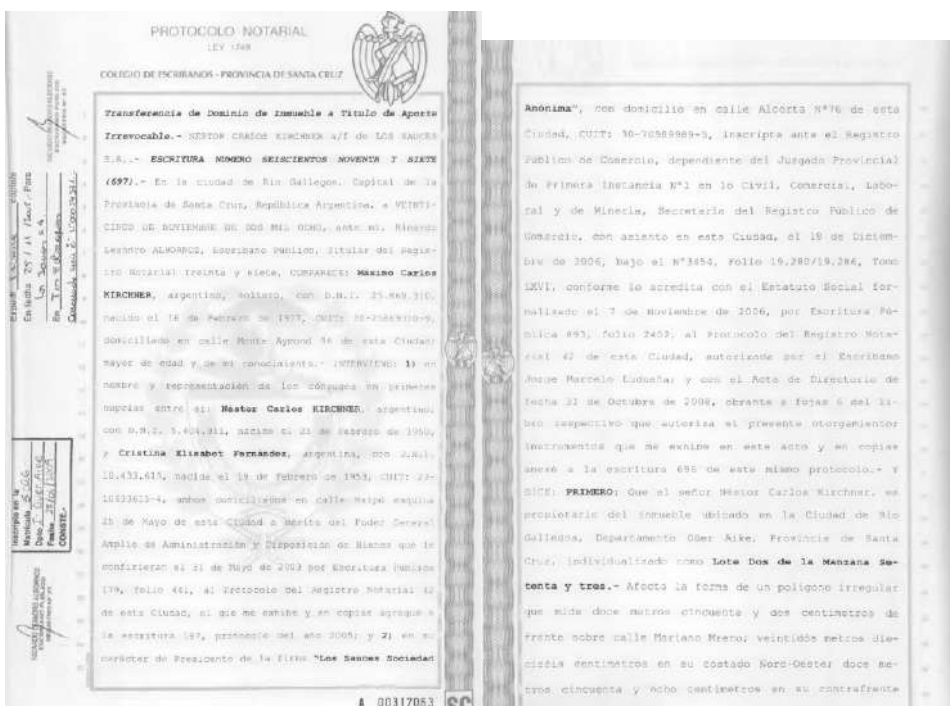 PROTOCOLO NOTARIAL
LEY 1749
COLEGIO DE ESCRIBANOS - PROVINCIA DE SANTA CRUZ
Transferencia de Dominio de Inmueble a Titulo de Aporte
Irrevocable.- NESTOR CARLOS KIRCHNER a/f de LOS SAUCES
S.A..- ESCRITURA NUMERO SEISCIENTOS NOVENTA Y SIETE
(697).- En la ciudad de Rio Gallegos, Capital de la
Provincia de Santa Cruz, República Argentina, a VEINTI-
CINCO DE NOVIEMBRE DE DOS MIL OCHO, ante mí, Ricardo
Leandro ALBORNOZ, Escribano Público, Titular del Regis-
tro Notarial treinta y siete, COMPARECE: Máximo Carlos
KIRCHNER, argentino, soltero, con D.N.I.
nacido el 16 de Febrero de 1977, CUIT:
domiciliado en calle Monte Aymond 36 de esta Ciudad;
mayor de edad y de mi conocimiento.- INTERVIENE: 1) en
nombre y representación de los cónyuges en primeras
nupcias entre sí: Néstor Carlos KIRCHNER, argentino,
con D.N.I. nacido el 25 de Febrero de 1950,
y Cristina Elisabet Fernández, argentina, con D.N.I.
10.433.615, nacida el 19 de Febrero de 1953, CUIT: 27-
10433615-4, ambos domiciliados en calle Maipú esquina
25 de Mayo de esta Ciudad a mérito del Poder General
Amplio de Administración y Disposición de Bienes que le
confirieran el 21 de Mayo de 2003 por Escritura Pública
179, folio 461, al Protocolo del Registro Notarial 42
de esta Ciudad, el que me exhibe y en copias agregue a
la escritura 167, protocolo del año 2005; y 2) en su
carácter de Presidente de la firma "Los Sauces Sociedad
A 00317053
SC
Anónima", con domicilio en calle Alcorta N°76 de esta
Ciudad, CUIT: 30-70989989-5, inscripta ante el Registro
Público de Comercio, dependiente del Juzgado Provincial
de Primera Instancia N°1 en lo Civil, Comercial, Labo-
ral y de Minería, Secretaría del Registro Público de
Comercio, con asiento en esta Ciudad, el 18 de Diciem-
bre de 2006, bajo el N°3454, Folio 19.280/19.286, Tomo
LXVI, conforme lo acredita con el Estatuto Social for-
malizado el 7 de Noviembre de 2006, por Escritura Pú-
blica 893, folio 2402, al Protocolo del Registro Nota-
rial 42 de esta Ciudad, autorizada por el Escribano
Jorge Marcelo Ludueña; y con el Acta de Directorio de
fecha 31 de Octubre de 2008, obrante a fojas 6 del li-
bro respectivo que autoriza el presente otorgamiento;
instrumentos que me exhibe en este acto y en copias
anexó a la escritura 696 de este mismo protocolo.- Y
DICE: PRIMERO: Que el señor Néstor Carlos Kirchner, es
propietario del inmueble ubicado en la Ciudad de Río
Gallegos, Departamento Güer Aike, Provincia de Santa
Cruz, individualizado como Lote Dos de la Manzana Se-
tenta y tres.- Afecta la forma de un polígono irregular
que mide doce metros cincuenta y dos centímetros de
frente sobre calle Mariano Moreno; veintidós metros die-
ciséis centímetros en su costado Nord-Oeste; doce me-
tros cincuenta y ocho centímetros en su contrafrente
Inscripto en la
Matrícula
Dpto
Fecha
CONSTE.-